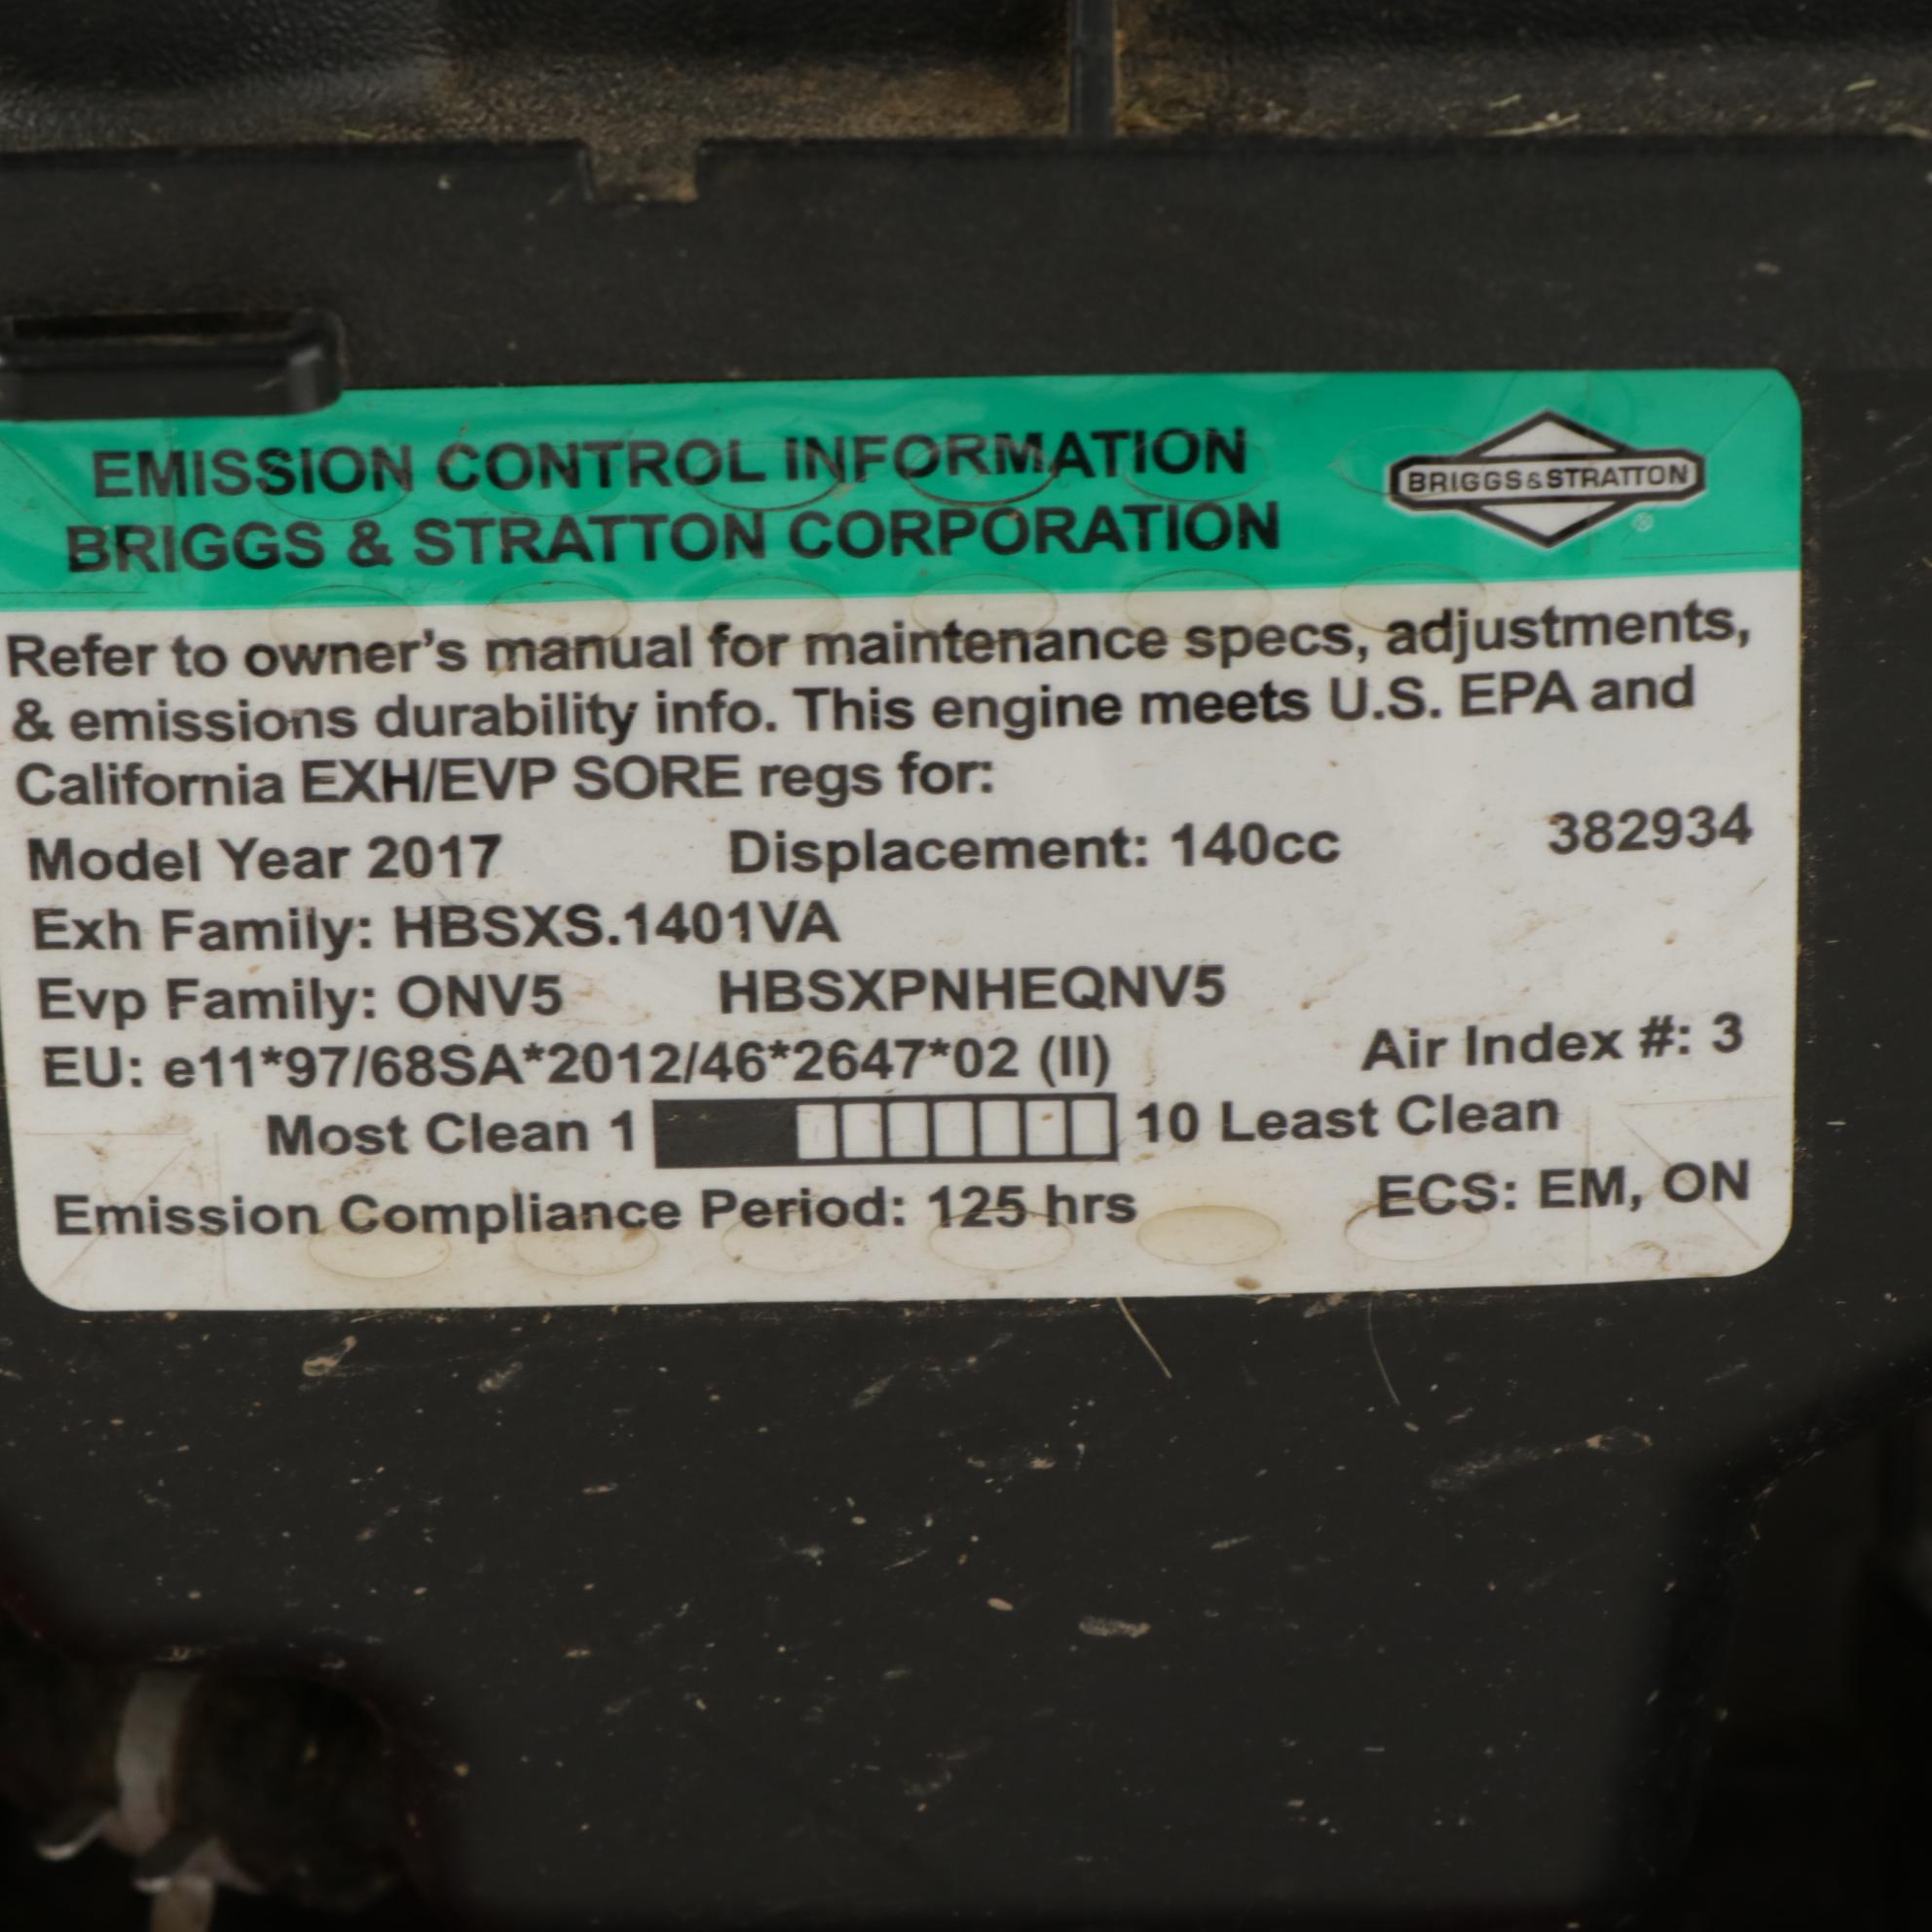 EMISSION CONTROL INFORMATION
BRIGGS & STRATTON CORPORATION
BRIGGS&STRATTON
®
Refer to owner’s manual for maintenance specs, adjustments,
& emissions durability info. This engine meets U.S. EPA and
California EXH/EVP SORE regs for:
Model Year 2017 Displacement: 140cc 382934
Exh Family: HBSXS.1401VA
Evp Family: ONV5 HBSXPNHEQNV5
EU: e11*97/68SA*2012/46*2647*02 (II) Air Index #: 3
Most Clean 1 10 Least Clean
Emission Compliance Period: 125 hrs ECS: EM, ON